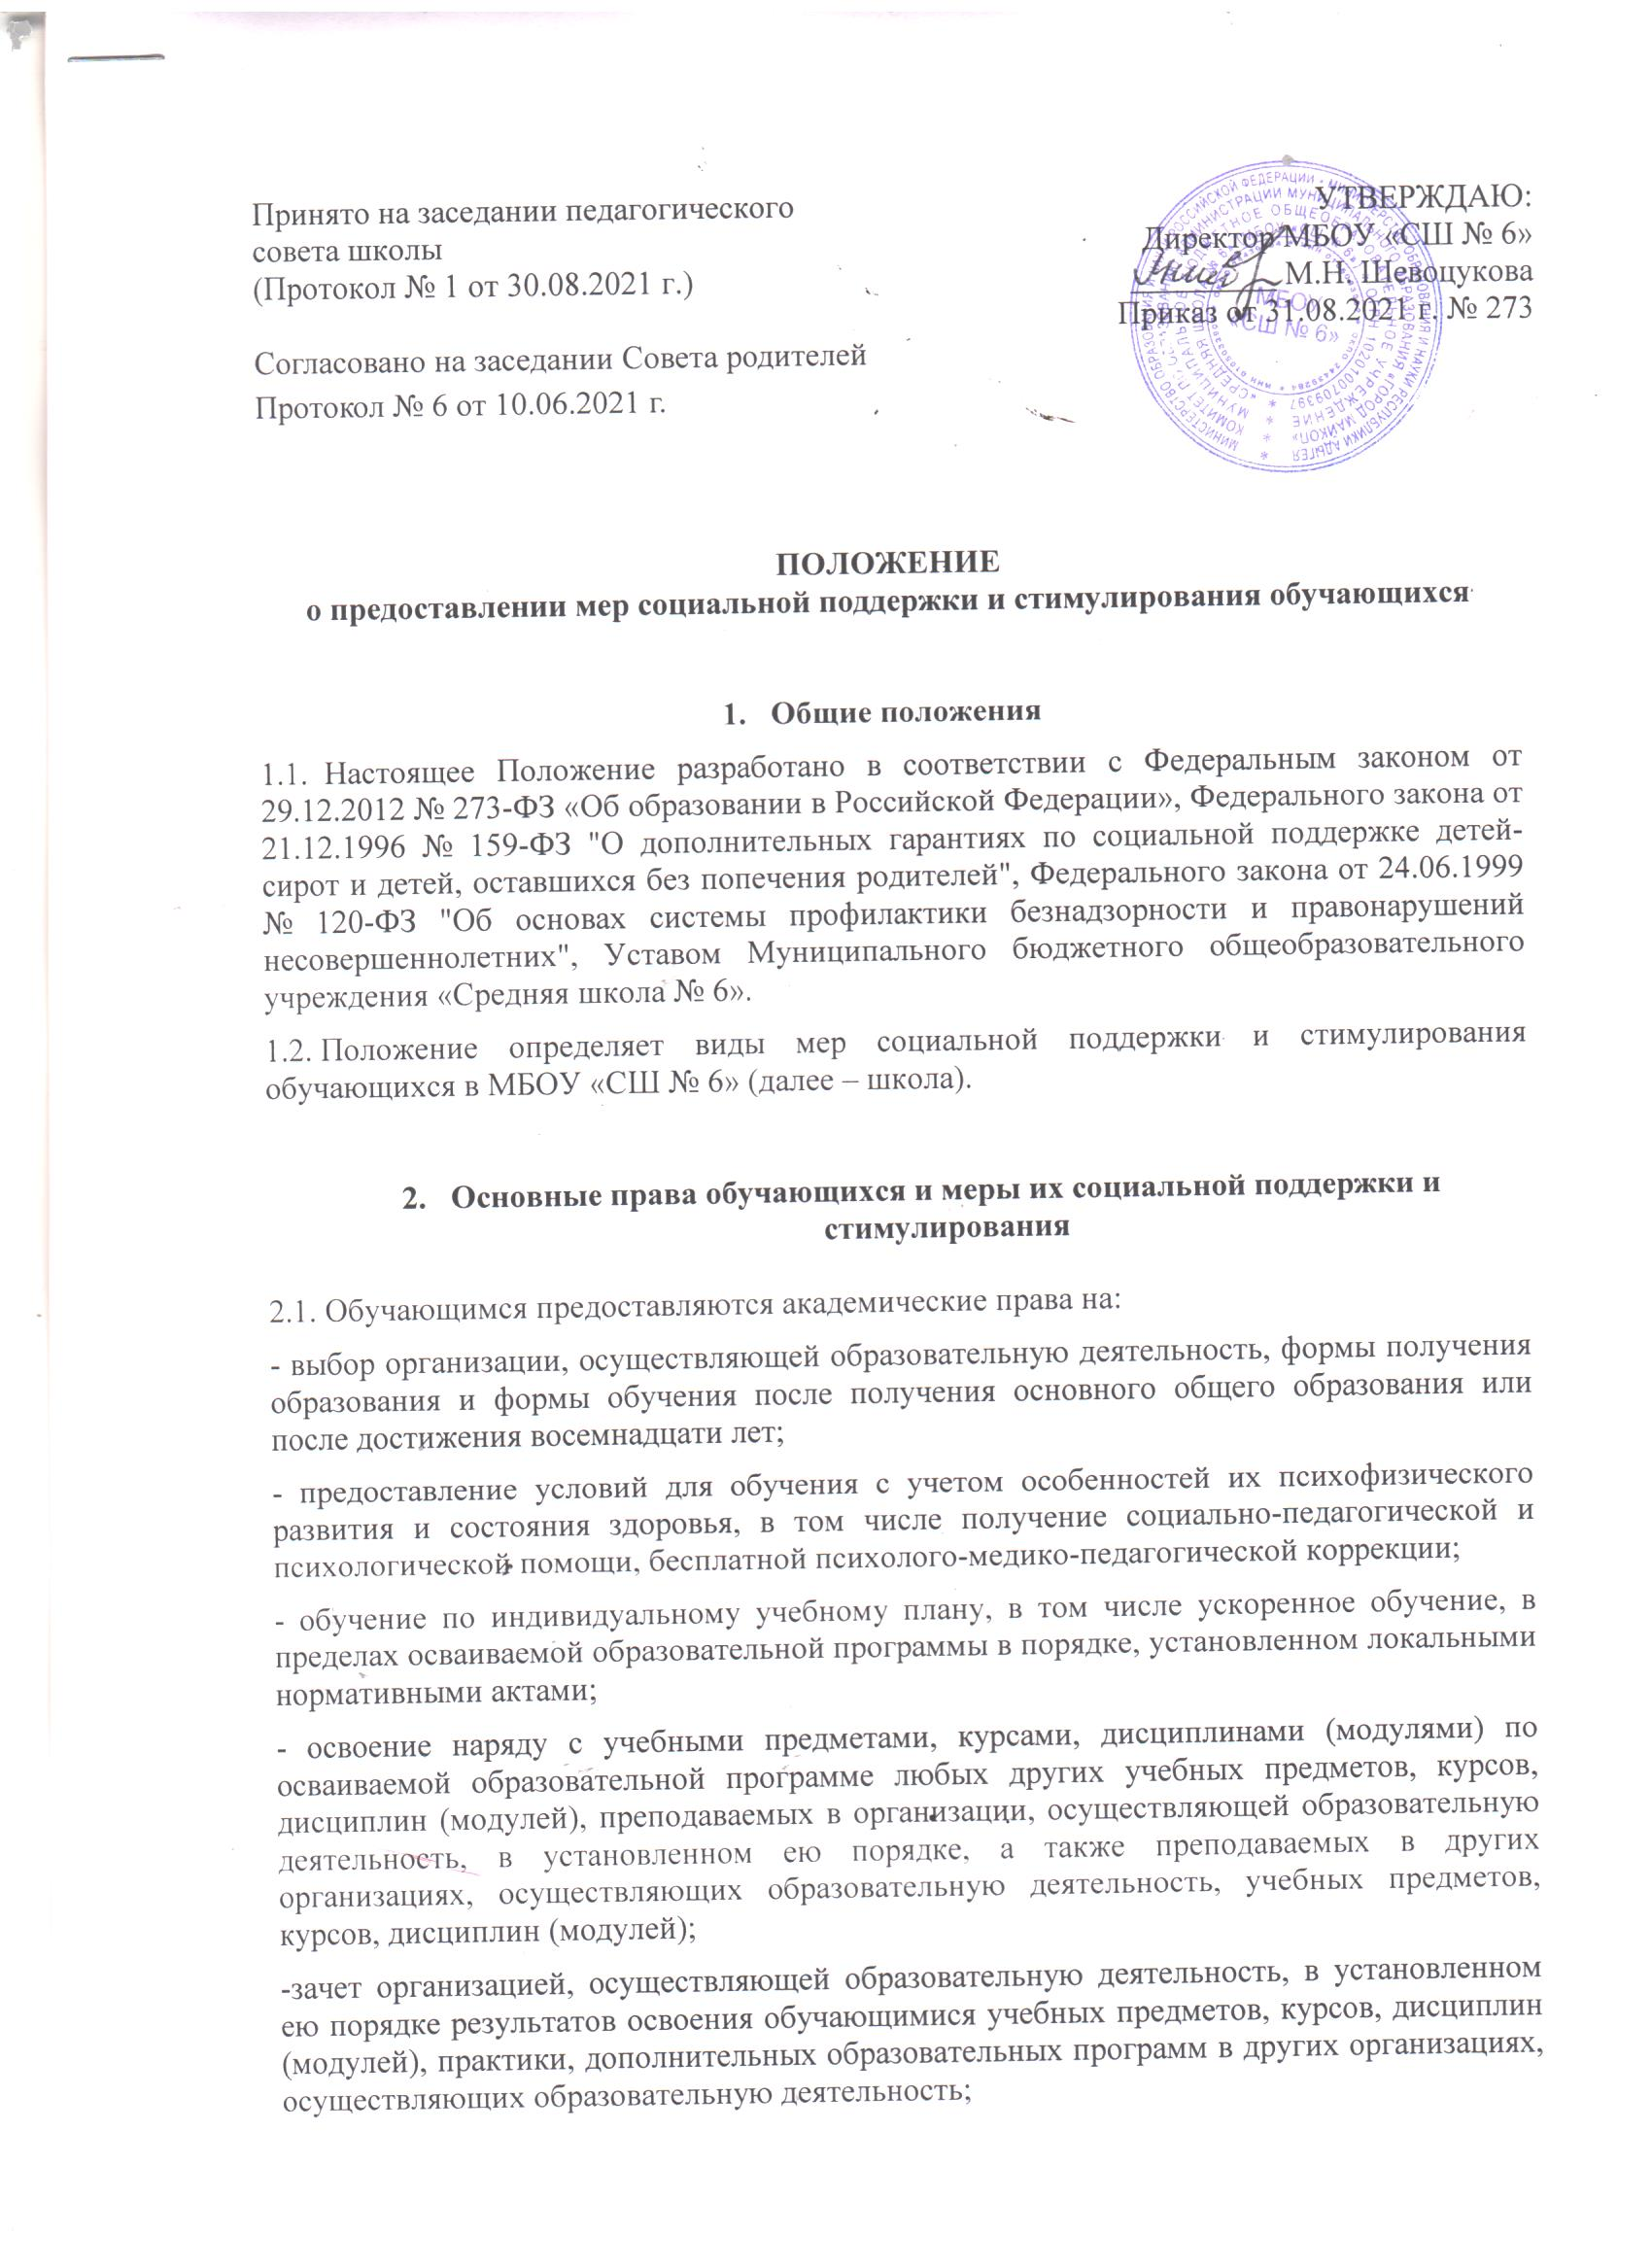 Принято на заседании педагогического
совета школы
(Протокол № 1 от 30.08.2021 г.)
Согласовано на заседании Совета родителей
Протокол № 6 от 10.06.2021 г.
УТВЕРЖДАЮ:
Директор МБОУ «СШ № 6»
М.Н. Шевоцукова
Приказ от 31.08.2021 г. № 273
МБОУ
«СШ № 6»
ПОЛОЖЕНИЕ
о предоставлении мер социальной поддержки и стимулирования обучающихся
1. Общие положения
1.1. Настоящее Положение разработано в соответствии с Федеральным законом от
29.12.2012 № 273-ФЗ «Об образовании в Российской Федерации», Федерального закона от
21.12.1996 № 159-ФЗ "О дополнительных гарантиях по социальной поддержке детей-
сирот и детей, оставшихся без попечения родителей", Федерального закона от 24.06.1999
№ 120-ФЗ "Об основах системы профилактики безнадзорности и правонарушений
несовершеннолетних", Уставом Муниципального бюджетного общеобразовательного
учреждения «Средняя школа № 6».
1.2. Положение определяет виды мер социальной поддержки и стимулирования
обучающихся в МБОУ «СШ № 6» (далее – школа).
2. Основные права обучающихся и меры их социальной поддержки и
стимулирования
2.1. Обучающимся предоставляются академические права на:
- выбор организации, осуществляющей образовательную деятельность, формы получения
образования и формы обучения после получения основного общего образования или
после достижения восемнадцати лет;
- предоставление условий для обучения с учетом особенностей их психофизического
развития и состояния здоровья, в том числе получение социально-педагогической и
психологической помощи, бесплатной психолого-медико-педагогической коррекции;
- обучение по индивидуальному учебному плану, в том числе ускоренное обучение, в
пределах осваиваемой образовательной программы в порядке, установленном локальными
нормативными актами;
- освоение наряду с учебными предметами, курсами, дисциплинами (модулями) по
осваиваемой образовательной программе любых других учебных предметов, курсов,
дисциплин (модулей), преподаваемых в организации, осуществляющей образовательную
деятельность, в установленном ею порядке, а также преподаваемых в других
организациях, осуществляющих образовательную деятельность, учебных предметов,
курсов, дисциплин (модулей);
-зачет организацией, осуществляющей образовательную деятельность, в установленном
ею порядке результатов освоения обучающимися учебных предметов, курсов, дисциплин
(модулей), практики, дополнительных образовательных программ в других организациях,
осуществляющих образовательную деятельность;